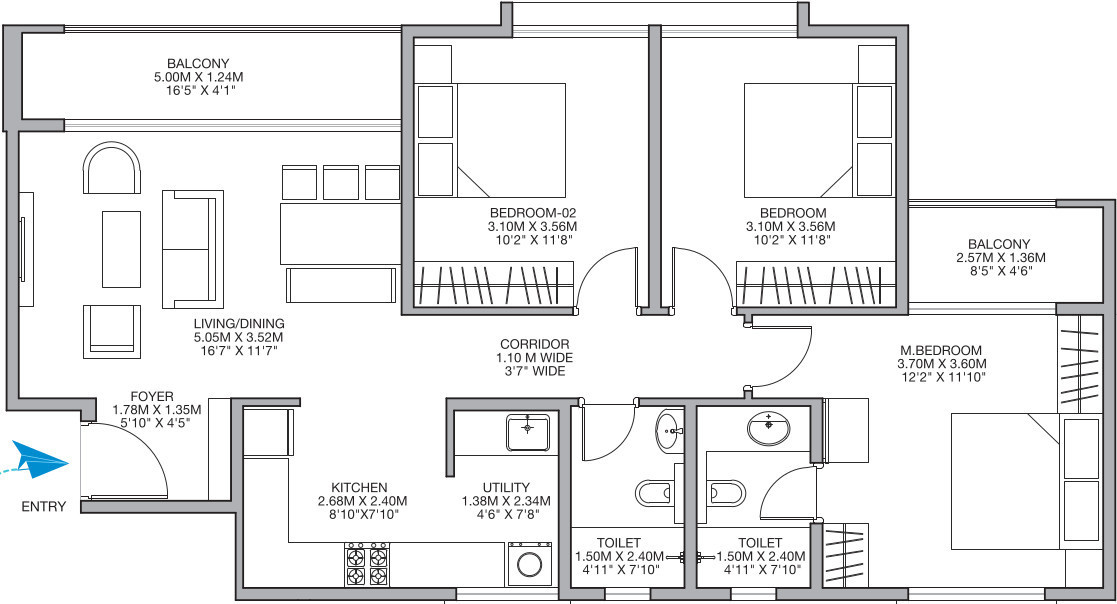 BALCONY
5.00M X 1.24M
16'5" X 4'1"
BEDROOM-02
3.10M X 3.56M
10'2" X 11'8"
BEDROOM
3.10M X 3.56M
10'2" X 11'8"
BALCONY
2.57M X 1.36M
8'5" X 4'6"
LIVING/DINING
5.05M X 3.52M
16'7" X 11'7"
CORRIDOR
1.10 M WIDE
3'7" WIDE
M.BEDROOM
3.70M X 3.60M
12'2" X 11'10"
FOYER
1.78M X 1.35M
5'10" X 4'5"
ENTRY
KITCHEN
2.68M X 2.40M
8'10"X7'10"
UTILITY
1.38M X 2.34M
4'6" X 7'8"
TOILET
1.50M X 2.40M
4'11" X 7'10"
TOILET
1.50M X 2.40M
4'11" X 7'10"